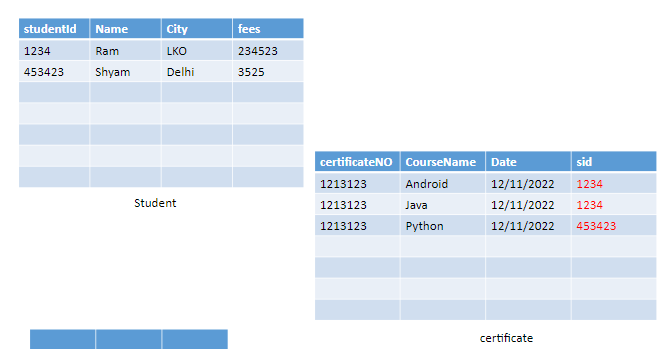 studentId Name City fees
1234 Ram LKO 234523
453423 Shyam Delhi 3525
Student
certificateNO CourseName Date sid
1213123 Android 12/11/2022 1234
1213123 Java 12/11/2022 1234
1213123 Python 12/11/2022 453423
certificate